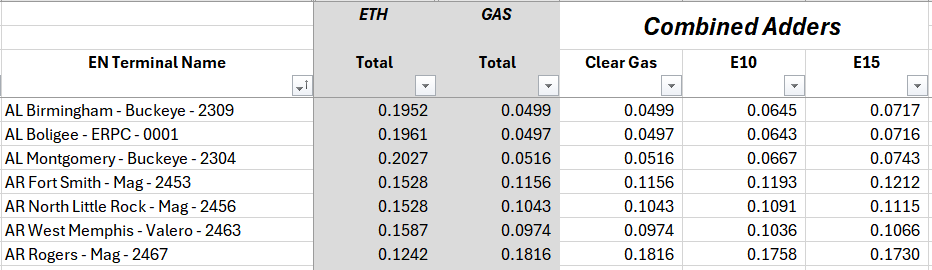 ETH GAS Combined Adders
EN Terminal Name Total Total Clear Gas E10 E15
AL Birmingham - Buckeye - 2309 0.1952 0.0499 0.0499 0.0645 0.0717
AL Boligee - ERPC - 0001 0.1961 0.0497 0.0497 0.0643 0.0716
AL Montgomery - Buckeye - 2304 0.2027 0.0516 0.0516 0.0667 0.0743
AR Fort Smith - Mag - 2453 0.1528 0.1156 0.1156 0.1193 0.1212
AR North Little Rock - Mag - 2456 0.1528 0.1043 0.1043 0.1091 0.1115
AR West Memphis - Valero - 2463 0.1587 0.0974 0.0974 0.1036 0.1066
AR Rogers - Mag - 2467 0.1242 0.1816 0.1816 0.1758 0.1730